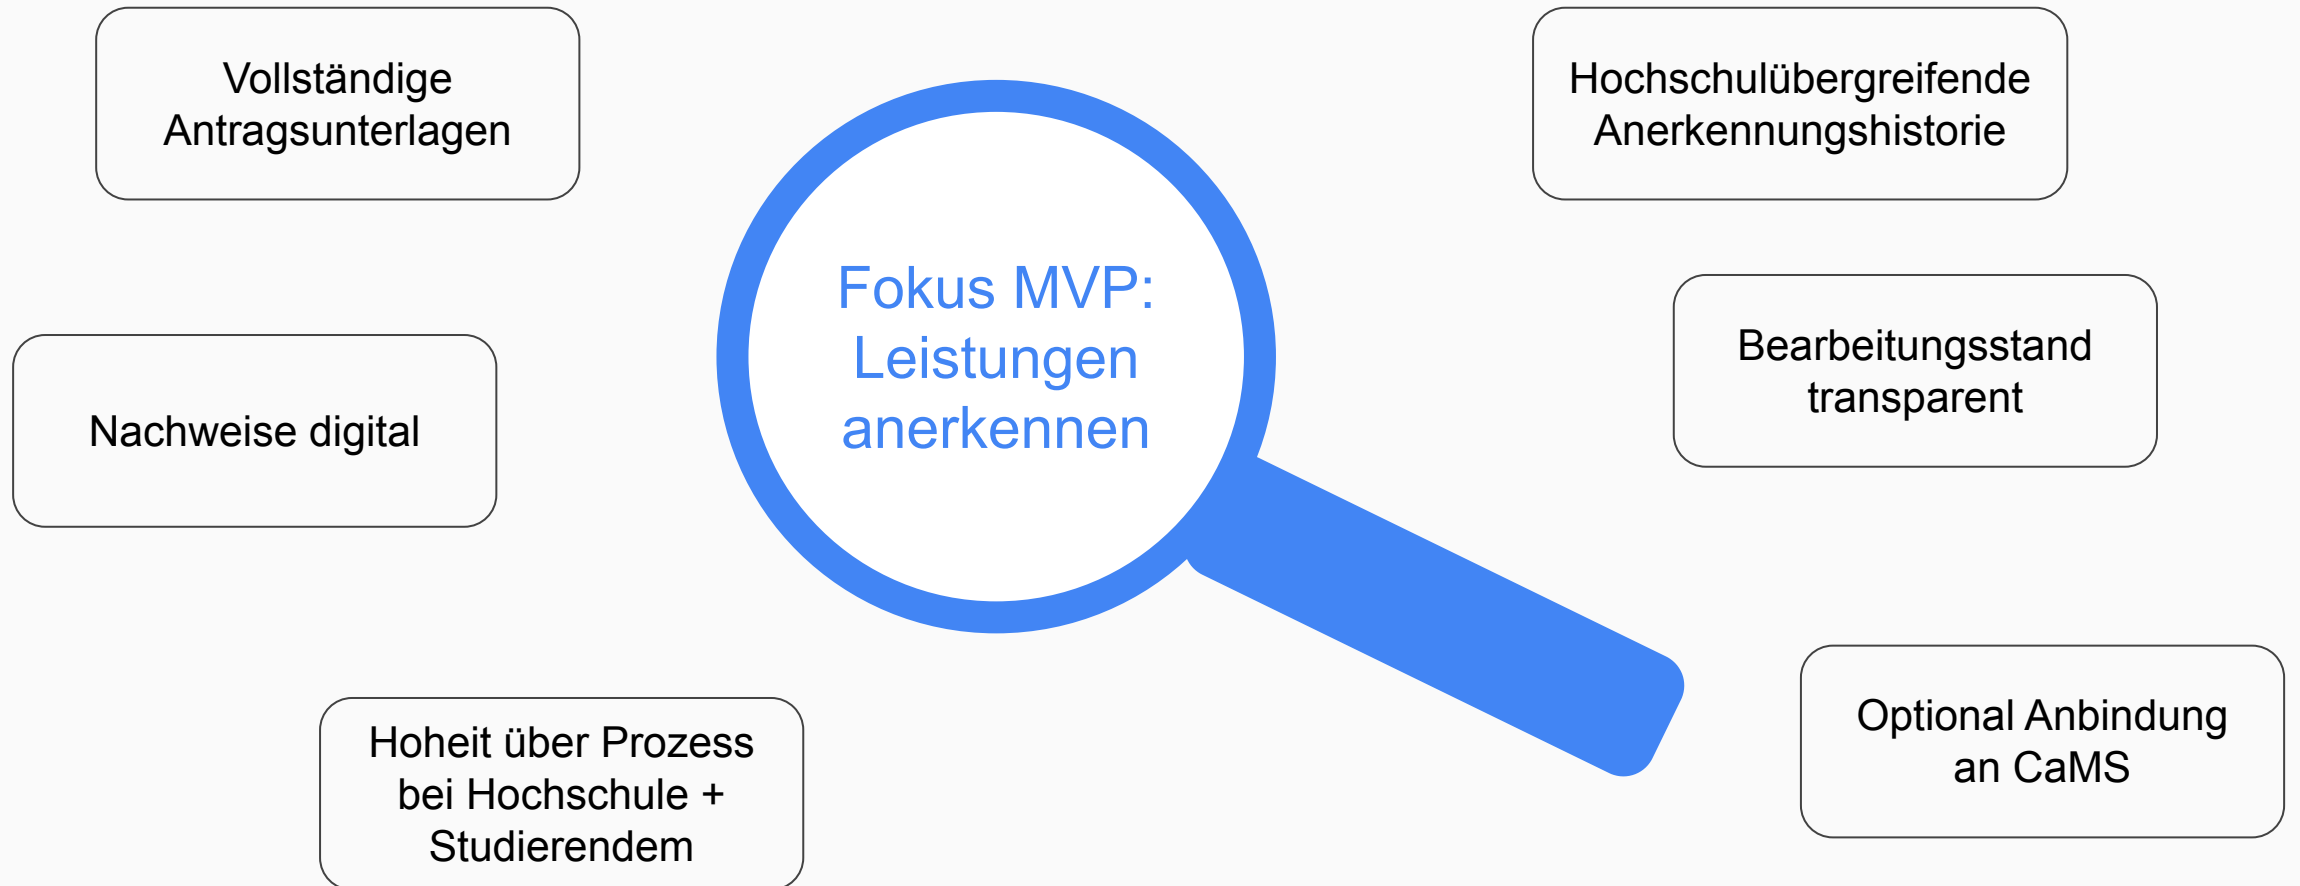 Vollständige
Antragsunterlagen
Hochschulübergreifende
Anerkennungshistorie
Fokus MVP:
Leistungen
anerkennen
Bearbeitungsstand
transparent
Nachweise digital
Hoheit über Prozess
bei Hochschule +
Studierendem
Optional Anbindung
an CaMS